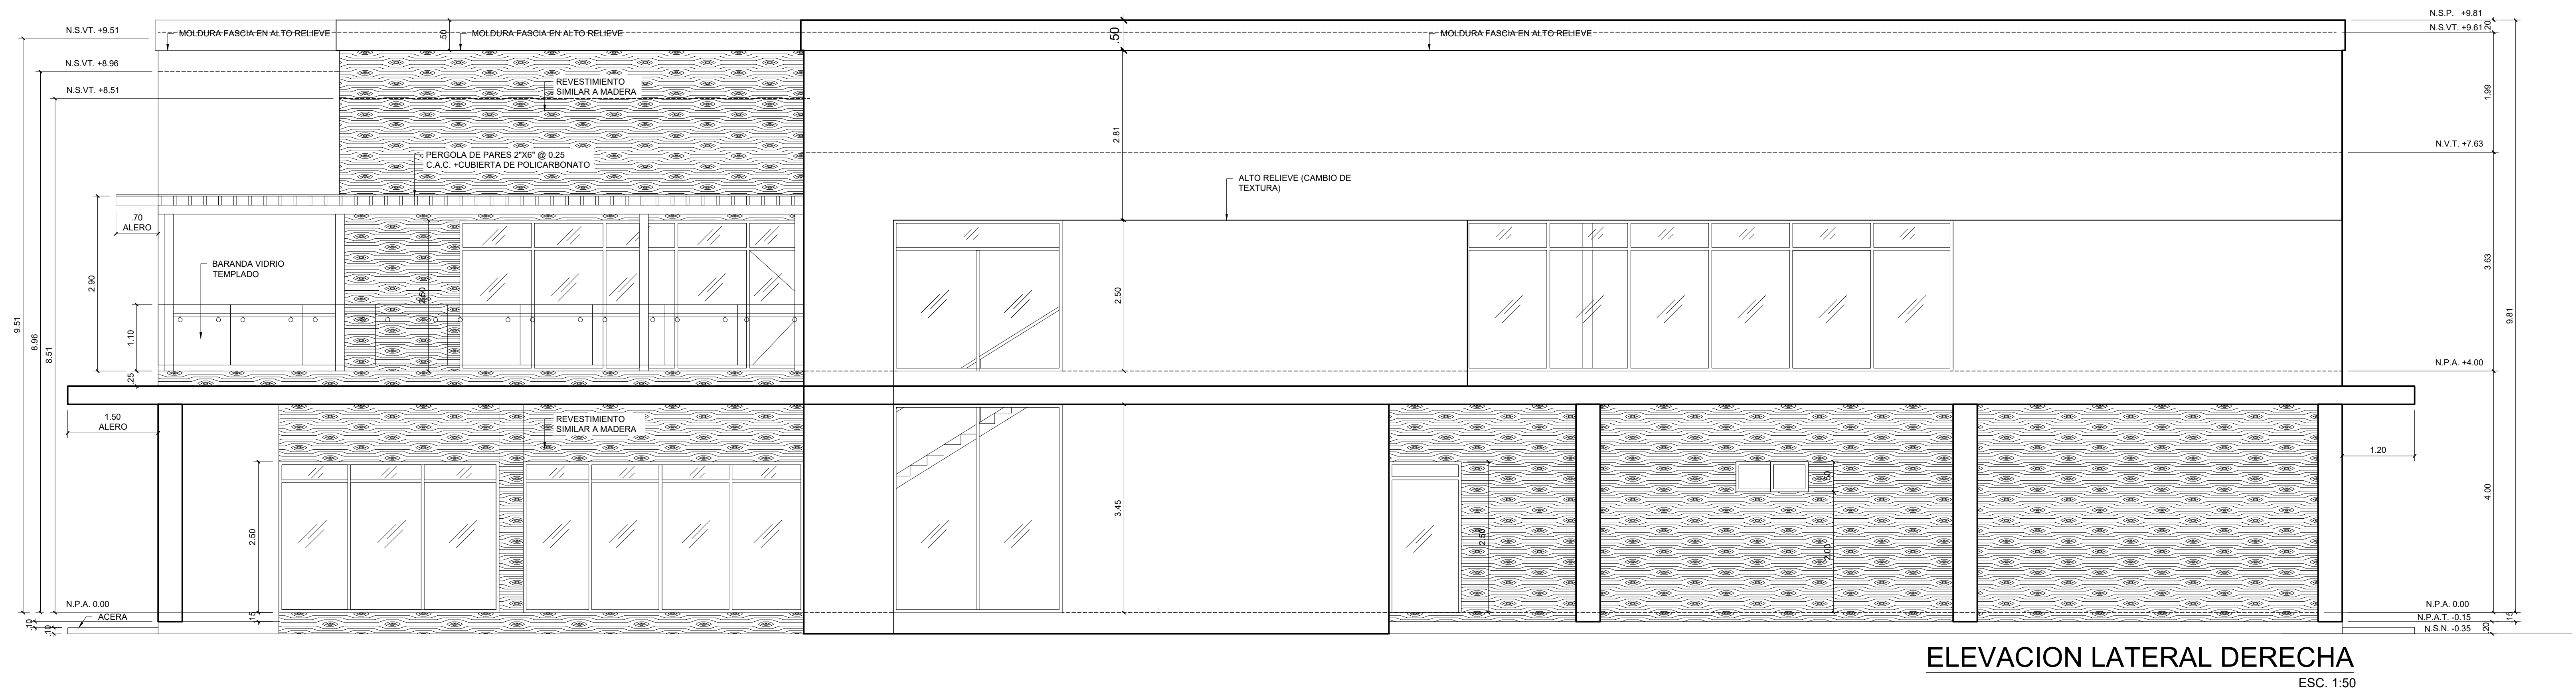 N.S.VT. +9.51
MOLDURA FASCIA EN ALTO RELIEVE
.50
MOLDURA FASCIA EN ALTO RELIEVE
.50
MOLDURA FASCIA EN ALTO RELIEVE
N.S.P. +9.81
.20
N.S.VT. +9.61
N.S.VT. +8.96
N.S.VT. +8.51
REVESTIMIENTO
SIMILAR A MADERA
1.99
2.81
N.V.T. +7.63
PERGOLA DE PARES 2"X6" @ 0.25
C.A.C. +CUBIERTA DE POLICARBONATO
ALTO RELIEVE (CAMBIO DE
TEXTURA)
.70
ALERO
BARANDA VIDRIO
TEMPLADO
2.90
2.50
2.50
3.63
9.51
8.96
8.51
1.10
.25
9.81
N.P.A. +4.00
1.50
ALERO
REVESTIMIENTO
SIMILAR A MADERA
1.20
2.50
3.45
2.50
.50
2.00
4.00
N.P.A. 0.00
ACERA
.10
.10
.15
N.P.A. 0.00
N.P.A.T. -0.15
.15
N.S.N. -0.35
.20
ELEVACION LATERAL DERECHA
ESC. 1:50